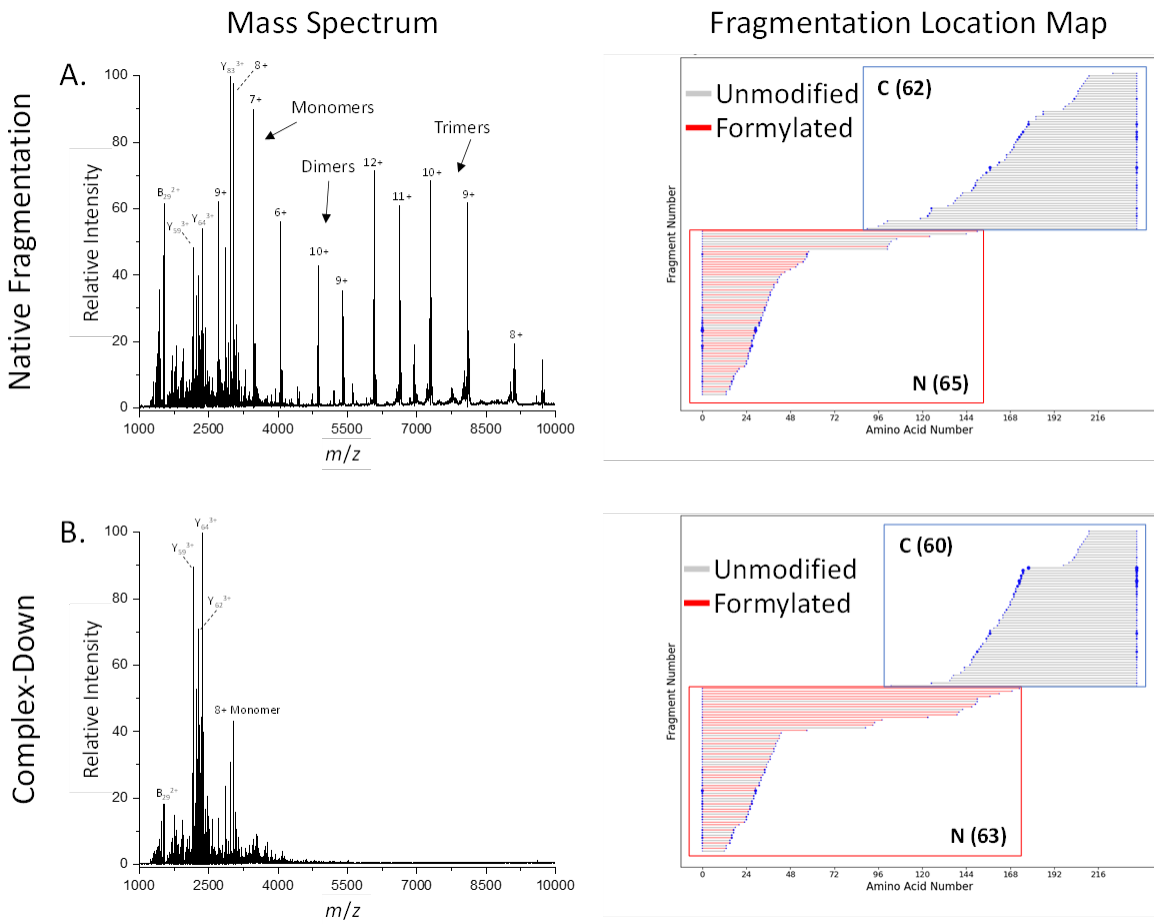 Mass Spectrum
Fragmentation Location Map
Native Fragmentation
A.
Relative Intensity
100
80
60
40
20
0
Y83 3+
8+
7+
Monomers
Dimers
Trimers
B29 2+
Y59 3+
Y64 3+
9+
6+
10+
9+
12+
11+
10+
9+
8+
1000 2500 4000 5500 7000 8500 10000
m/z
Unmodified
Formylated
C (62)
N (65)
Fragment Number
0 24 48 72 96 120 144 168 192 216
Amino Acid Number
Complex-Down
B.
Relative Intensity
100
80
60
40
20
0
Y64 3+
Y59 3+
Y62 3+
8+ Monomer
B29 2+
1000 2500 4000 5500 7000 8500 10000
m/z
Unmodified
Formylated
C (60)
N (63)
Fragment Number
0 24 48 72 96 120 144 168 192 216
Amino Acid Number